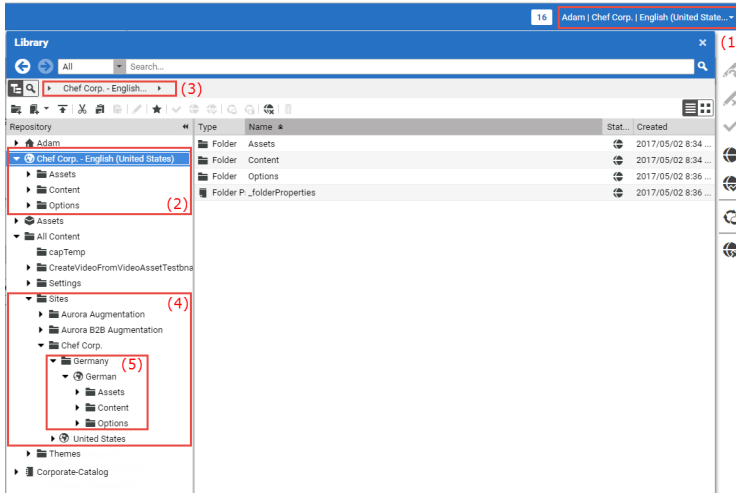 16 Adam | Chef Corp. | English (United State...
Library
(1
All Search...
Chef Corp. - English... (3)
Repository Type Name Stat... Created
Adam
Folder Assets 2017/05/02 8:34 ...
Chef Corp. - English (United States)
Folder Content 2017/05/02 8:34 ...
Assets
Folder Options 2017/05/02 8:36 ...
Content
Folder P _folderProperties 2017/05/02 8:36 ...
Options (2)
Assets
All Content
capTemp
CreateVideoFromVideoAssetTestbna
Settings
Sites (4)
Aurora Augmentation
Aurora B2B Augmentation
Chef Corp.
Germany (5)
German
Assets
Content
Options
United States
Themes
Corporate-Catalog